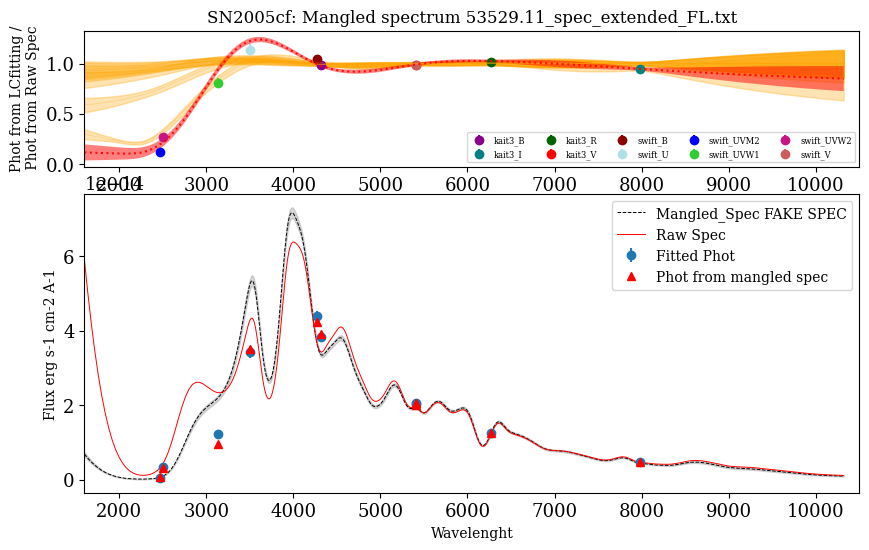 SN2005cf: Mangled spectrum 53529.11_spec_extended_FL.txt
Phot from LCfitting /
Phot from Raw Spec
1.0
0.5
0.0
kait3_B kait3_R swift_B swift_UVM2 swift_UVW2
kait3_I kait3_V swift_U swift_UVW1 swift_V
2000 3000 4000 5000 6000 7000 8000 9000 10000
1e−14
Flux erg s-1 cm-2 A-1
6
4
2
0
Mangled_Spec FAKE SPEC
Raw Spec
Fitted Phot
Phot from mangled spec
2000 3000 4000 5000 6000 7000 8000 9000 10000
Wavelenght